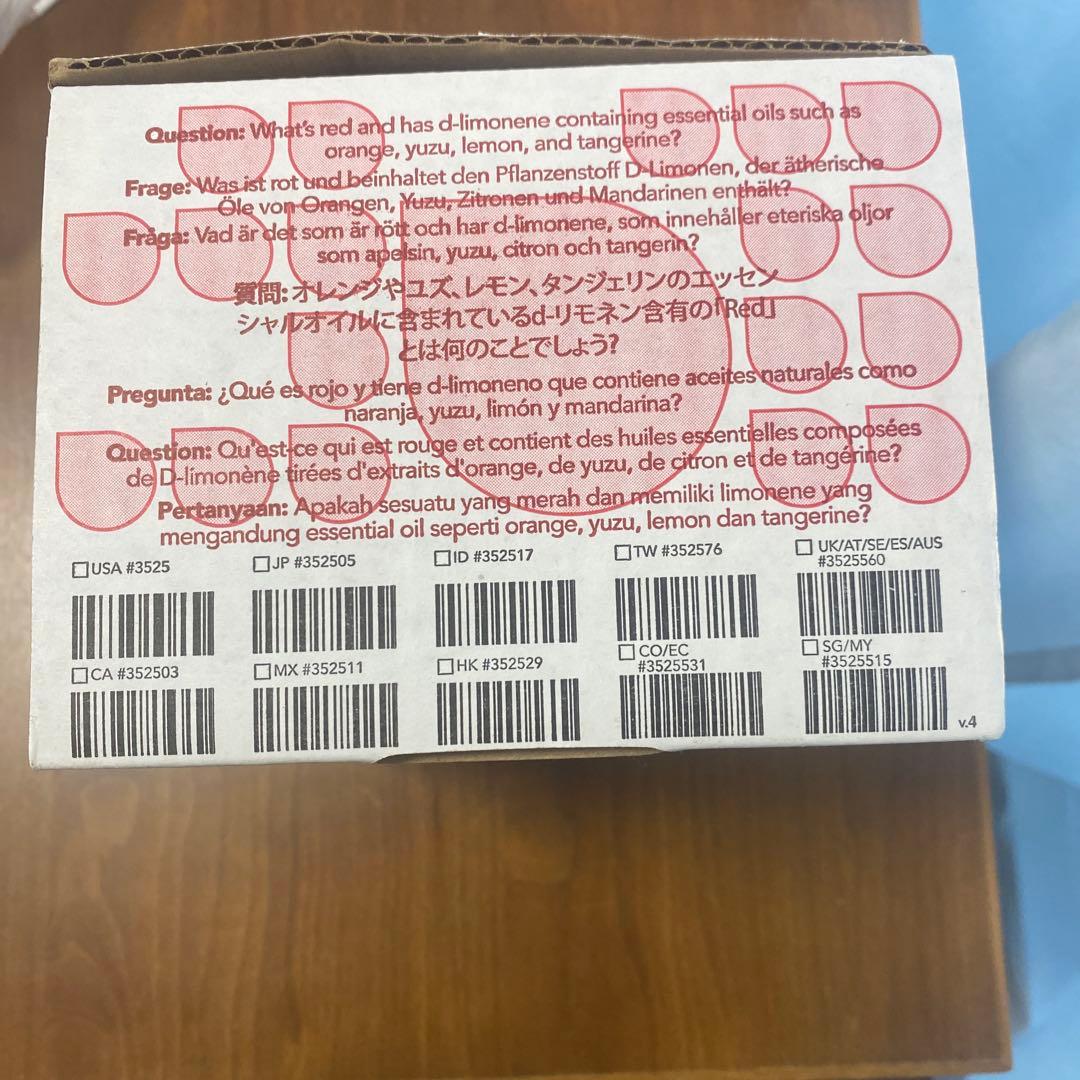 Question: What's red and has d-limonene containing essential oils such as
orange, yuzu, lemon, and tangerine?
Frage: Was ist rot und beinhaltet den Pflanzenstoff D-Limonen, der ätherische
Öle von Orangen, Yuzu, Zitronen und Mandarinen enthält?
Fråga: Vad är det som är rött och har d-limonene, som innehåller eteriska oljor
som apelsin, yuzu, citron och tangerin?
質問:オレンジやユズ、レモン、タンジェリンのエッセン
シャルオイルに含まれているd-リモネン含有の「Red」
とは何のことでしょう?
Pregunta: ¿Qué es rojo y tiene d-limoneno que contiene aceites naturales como
naranja, yuzu, limón y mandarina?
Question: Qu'est-ce qui est rouge et contient des huiles essentielles composées
de D-límonène tirées d'extraits d'orange, de yuzu, de citron et de tangérine?
Pertanyaan: Apakah sesuatu yang merah dan memiliki limonene yang
mengandung essential oil seperti orange, yuzu, lemon dan tangerine?
USA #3525
JP #352505
ID #352517
TW #352576
UK/AT/SE/ES/AUS
#3525560
CA #352503
MX #352511
HK #352529
CO/EC
#3525531
SG/MY
#3525515
v.4